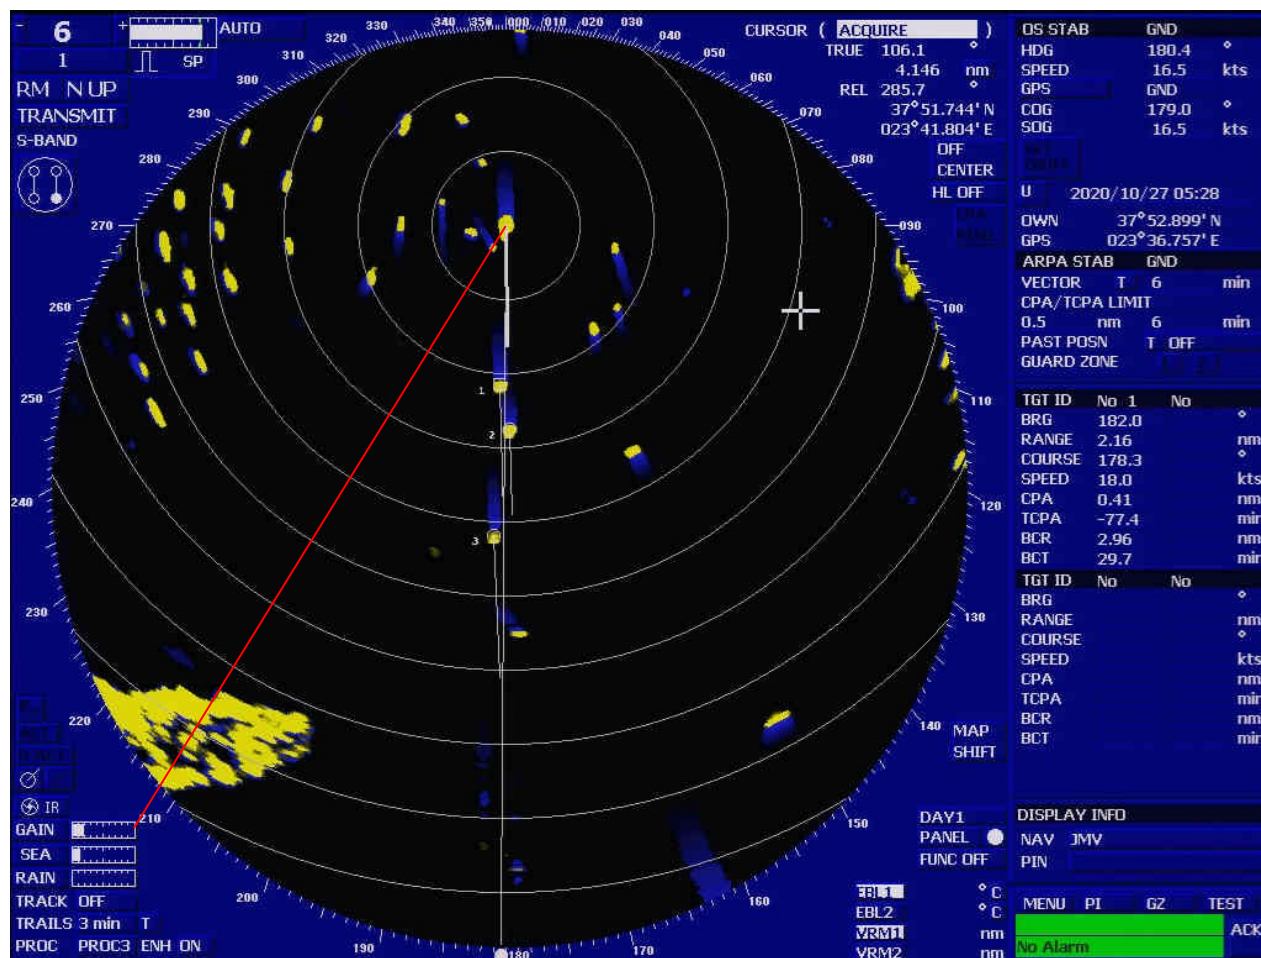 - 6 +
AUTO
1
SP
RM N UP
TRANSMIT
S-BAND
340 350 000 010 020 030
330
320
310
300
290
280
270
260
250
240
230
220
210
200
190
180
170
160
150
140
130
120
110
100
090
080
070
060
050
040
1
2
3
CURSOR ( ACQUIRE )
TRUE 106.1 °
4.146 nm
REL 285.7 °
37°51.744'N
023°41.804'E
OFF
CENTER
HL OFF
OS STAB GND
HDG 180.4 °
SPEED 16.5 kts
GPS GND
COG 179.0 °
SOG 16.5 kts
U 2020/10/27 05:28
OWN 37°52.899'N
GPS 023°36.757'E
ARPA STAB GND
VECTOR T 6 min
CPA/TCPA LIMIT
0.5 nm 6 min
PAST POSN T OFF
GUARD ZONE
TGT ID No 1 No
BRG 182.0 °
RANGE 2.16 nm
COURSE 178.3 °
SPEED 18.0 kts
CPA 0.41 nm
TCPA -77.4 min
BCR 2.96 nm
BCT 29.7 min
TGT ID No No
BRG °
RANGE nm
COURSE °
SPEED kts
CPA nm
TCPA min
BCR nm
BCT min
MAP
SHIFT
DISPLAY INFO
NAV JMV
PIN
DAY1
PANEL
FUNC OFF
EBL1 ° C
EBL2 ° C
VRM1 nm
VRM2 nm
MENU PI GZ TEST
ACK
No Alarm
IR
GAIN
SEA
RAIN
TRACK OFF
TRAILS 3 min T
PROC PROC3 ENH ON